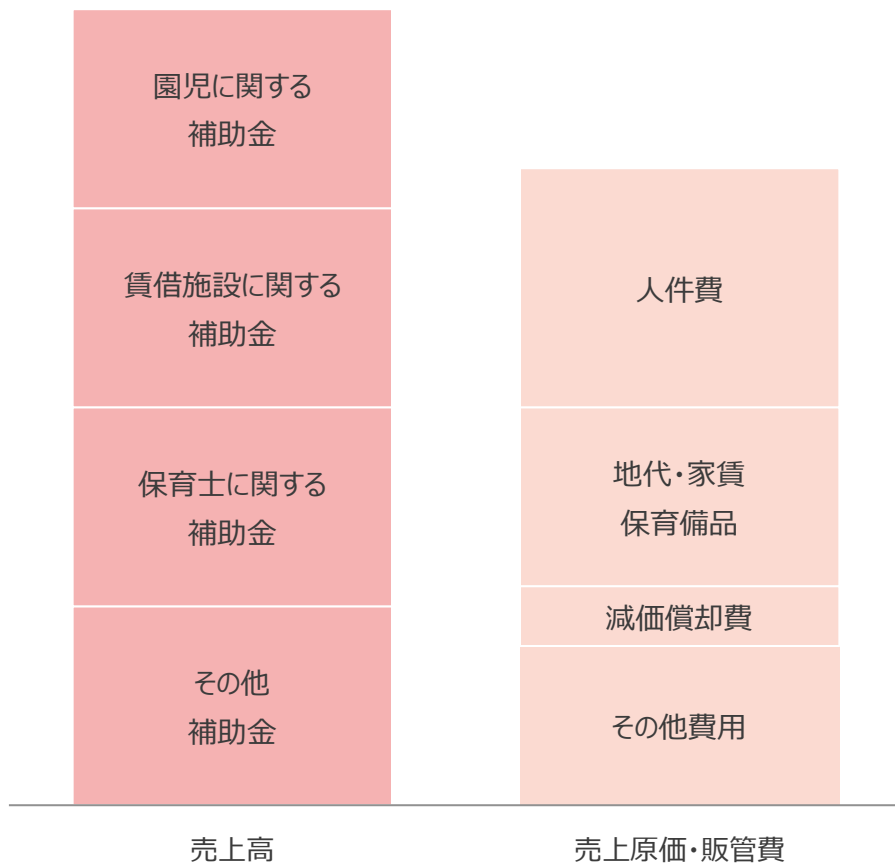 園児に関する
補助金
賃借施設に関する
補助金
保育士に関する
補助金
その他
補助金
売上高
人件費
地代・家賃
保育備品
減価償却費
その他費用
売上原価・販管費